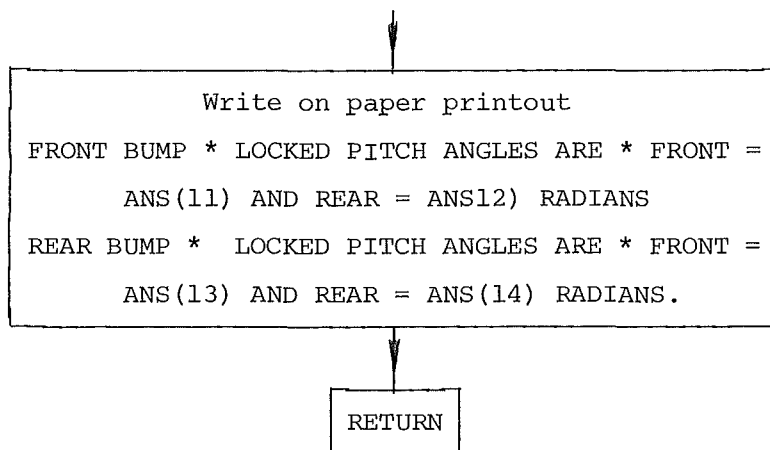 Write on paper printout
FRONT BUMP * LOCKED PITCH ANGLES ARE * FRONT =
ANS(11) AND REAR = ANS12) RADIANS
REAR BUMP * LOCKED PITCH ANGLES ARE * FRONT =
ANS(13) AND REAR = ANS(14) RADIANS.
RETURN